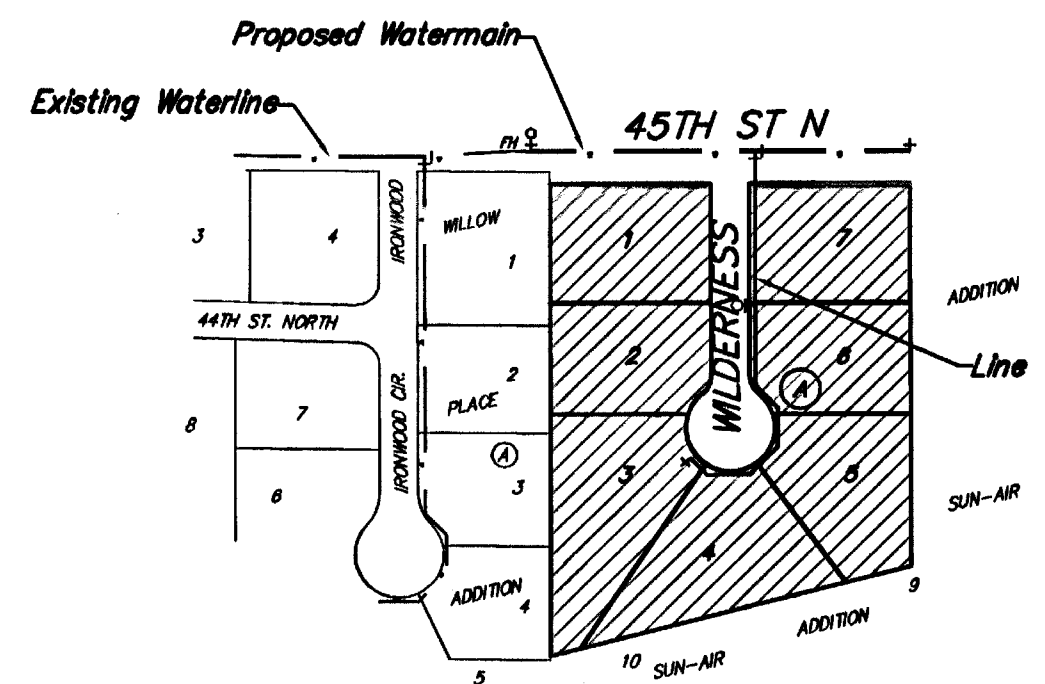 Proposed Watermain
Existing Waterline
45TH ST N
FH
IRONWOOD
WILLOW
3
4
1
1
7
WILDERNESS
ADDITION
44TH ST. NORTH
2
6
Line
2
PLACE
IRONWOOD CIR.
A
8
7
A
3
3
5
6
SUN-AIR
4
ADDITION
4
9
ADDITION
10
SUN-AIR
5